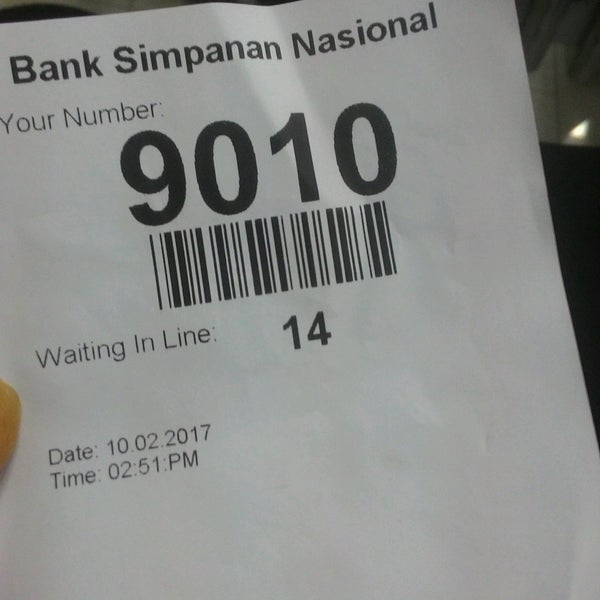 Bank Simpanan Nasional
Your Number:
9010
Waiting In Line: 14
Date: 10.02.2017
Time: 02:51:PM